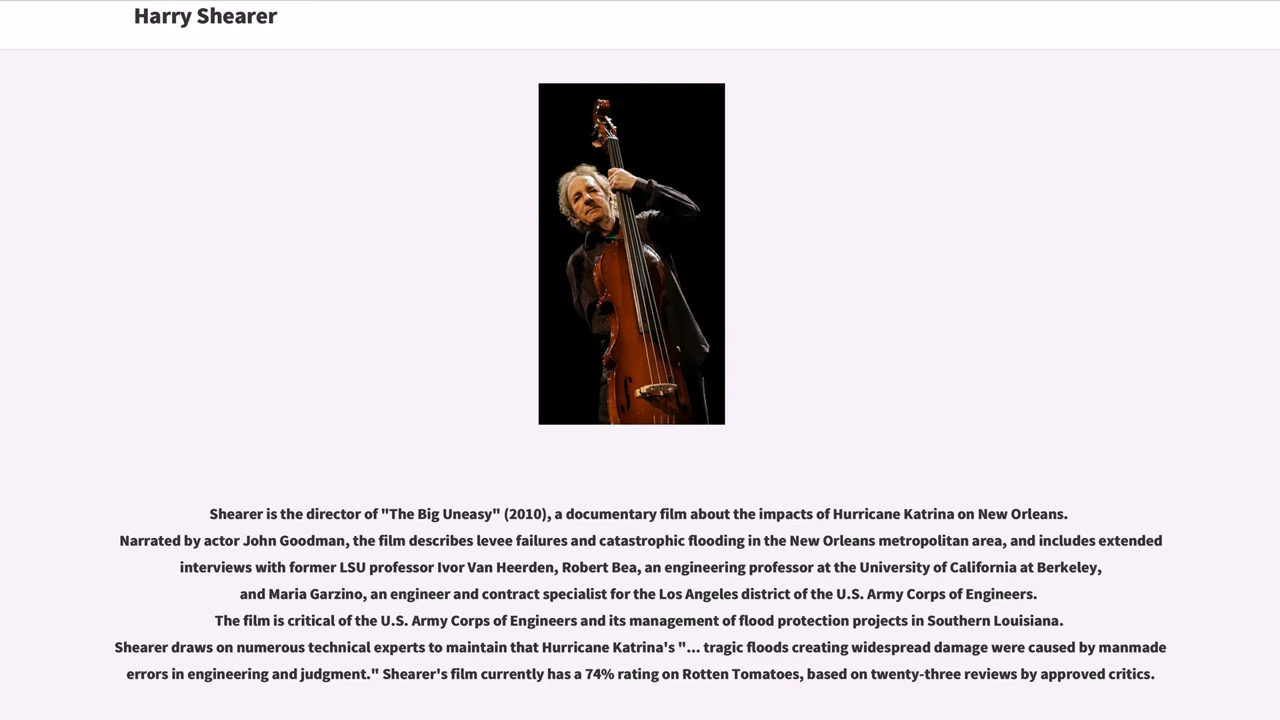 Harry Shearer
Shearer is the director of "The Big Uneasy" (2010), a documentary film about the impacts of Hurricane Katrina on New Orleans.
Narrated by actor John Goodman, the film describes levee failures and catastrophic flooding in the New Orleans metropolitan area, and includes extended
interviews with former LSU professor Ivor Van Heerden, Robert Bea, an engineering professor at the University of California at Berkeley,
and Maria Garzino, an engineer and contract specialist for the Los Angeles district of the U.S. Army Corps of Engineers.
The film is critical of the U.S. Army Corps of Engineers and its management of flood protection projects in Southern Louisiana.
Shearer draws on numerous technical experts to maintain that Hurricane Katrina's "... tragic floods creating widespread damage were caused by manmade
errors in engineering and judgment." Shearer's film currently has a 74% rating on Rotten Tomatoes, based on twenty-three reviews by approved critics.